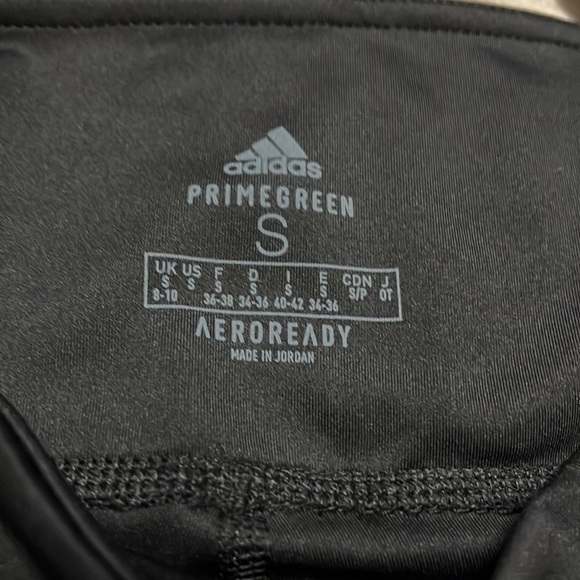 adidas
PRIMEGREEN
S
UK US F D I E CDN J
S S S S S S S/P OT
8-10 36-38 34-36 40-42 34-36
AEROREADY
MADE IN JORDAN